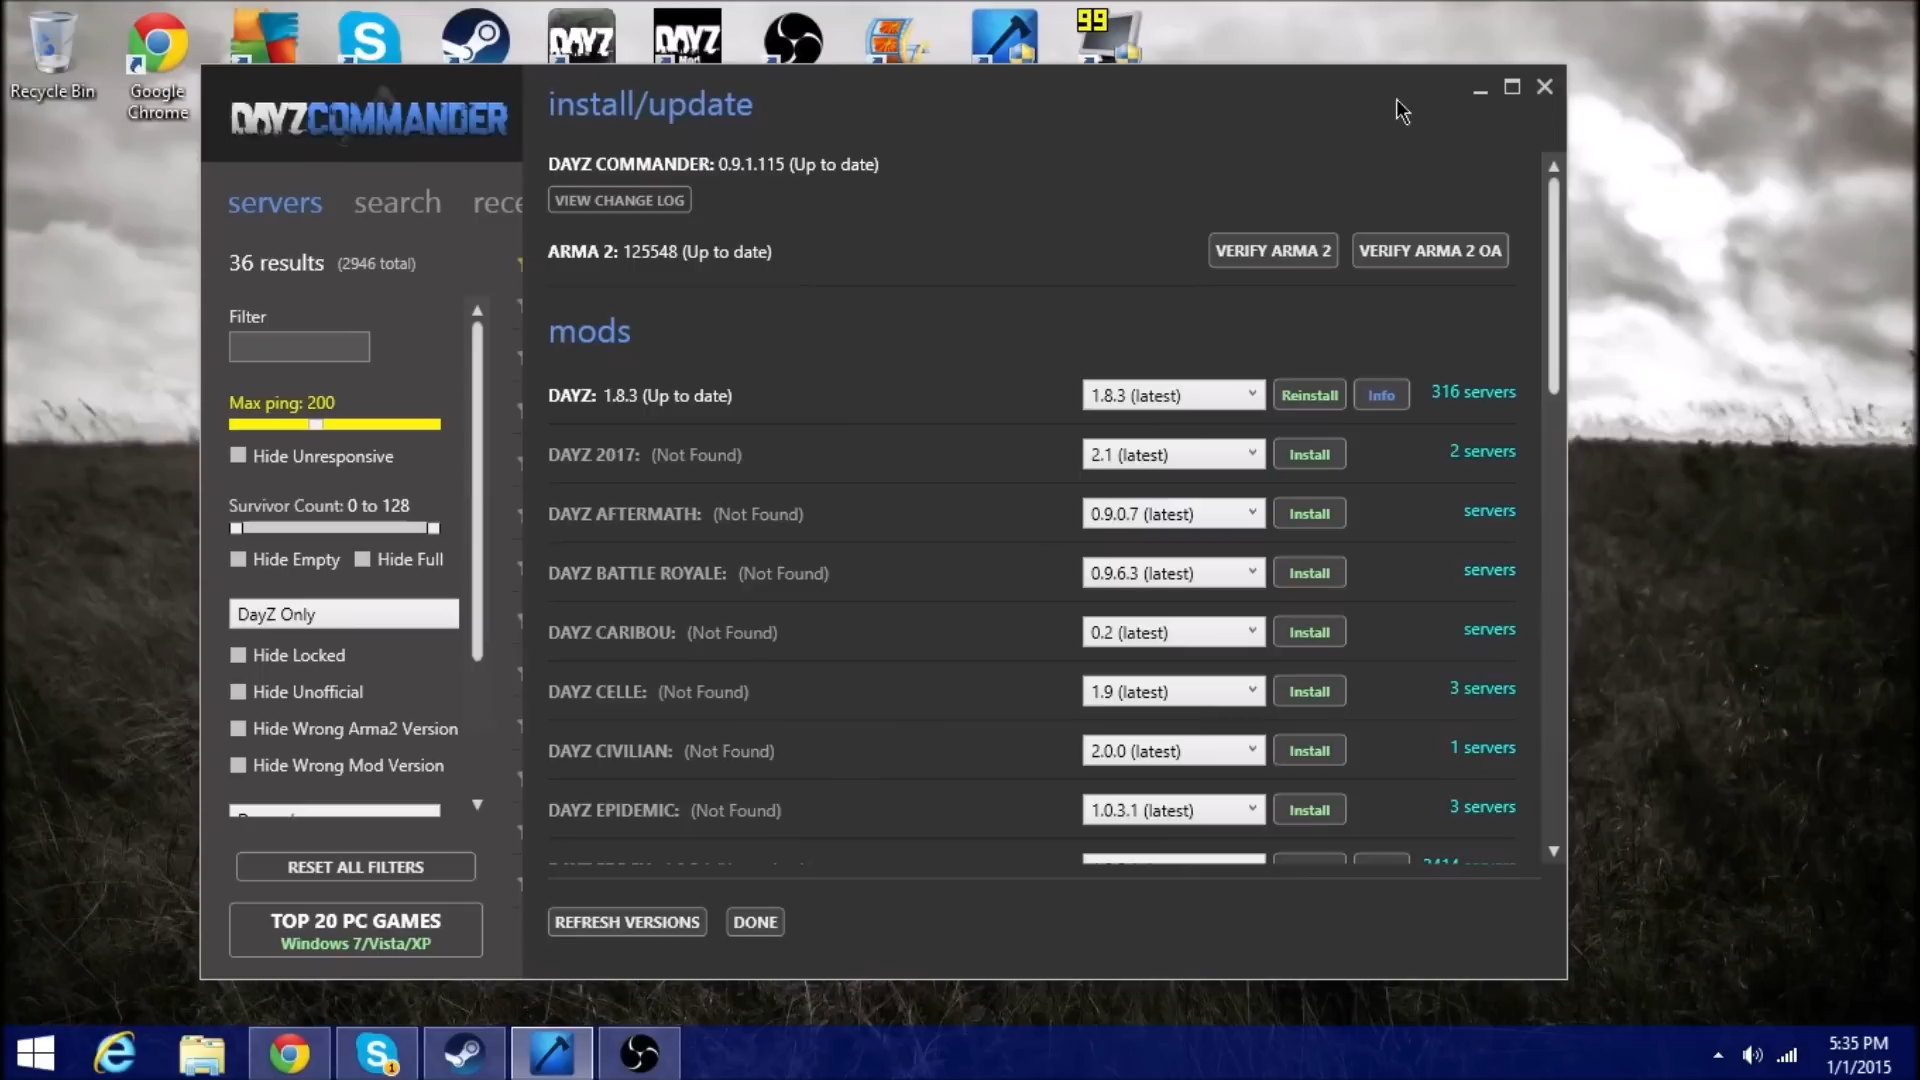 99
Recycle Bin
Google
Chrome
S
DAYZ
DAYZ
DAYZCOMMANDER
install/update
DAYZ COMMANDER: 0.9.1.115 (Up to date)
VIEW CHANGE LOG
ARMA 2: 125548 (Up to date)
VERIFY ARMA 2
VERIFY ARMA 2 OA
servers search rece
36 results (2946 total)
Filter
Max ping: 200
Hide Unresponsive
Survivor Count: 0 to 128
Hide Empty
Hide Full
DayZ Only
Hide Locked
Hide Unofficial
Hide Wrong Arma2 Version
Hide Wrong Mod Version
RESET ALL FILTERS
TOP 20 PC GAMES
Windows 7/Vista/XP
mods
DAYZ: 1.8.3 (Up to date) 1.8.3 (latest) Reinstall Info 316 servers
DAYZ 2017: (Not Found) 2.1 (latest) Install 2 servers
DAYZ AFTERMATH: (Not Found) 0.9.0.7 (latest) Install servers
DAYZ BATTLE ROYALE: (Not Found) 0.9.6.3 (latest) Install servers
DAYZ CARIBOU: (Not Found) 0.2 (latest) Install servers
DAYZ CELLE: (Not Found) 1.9 (latest) Install 3 servers
DAYZ CIVILIAN: (Not Found) 2.0.0 (latest) Install 1 servers
DAYZ EPIDEMIC: (Not Found) 1.0.3.1 (latest) Install 3 servers
REFRESH VERSIONS
DONE
S
1
5:35 PM
1/1/2015